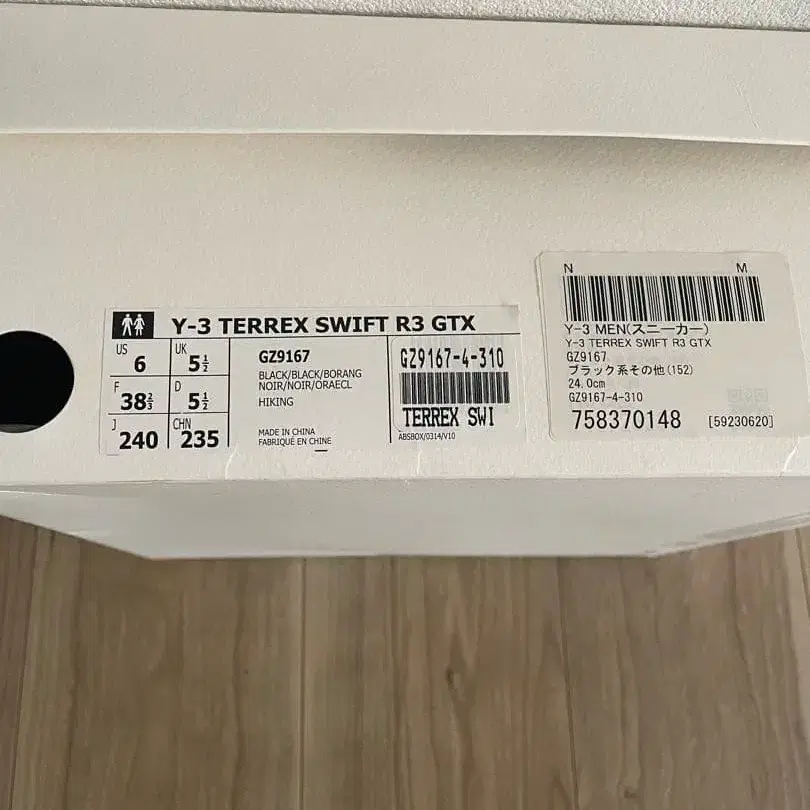 Y-3 TERREX SWIFT R3 GTX
US 6
UK 5½
F 38⅔
D 5½
J 240
CHN 235
GZ9167
BLACK/BLACK/BORANG
NOIR/NOIR/ORAECL
HIKING
MADE IN CHINA
FABRIQUÉ EN CHINE
GZ9167-4-310
TERREX SWI
ABSBOX/0314/V10
N M
Y-3 MEN(スニーカー)
Y-3 TERREX SWIFT R3 GTX
GZ9167
ブラック系その他(152)
24.0cm
GZ9167-4-310
758370148 [59230620]